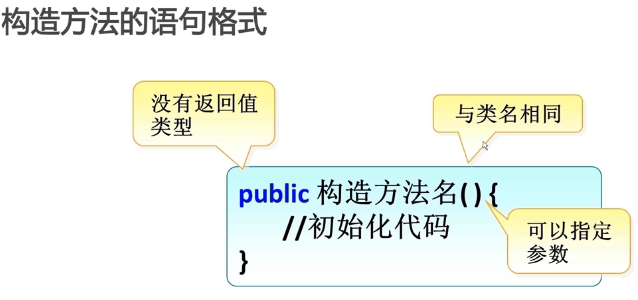 构造方法的语句格式
没有返回值
类型
与类名相同
public 构造方法名( ) {
//初始化代码
}
可以指定
参数